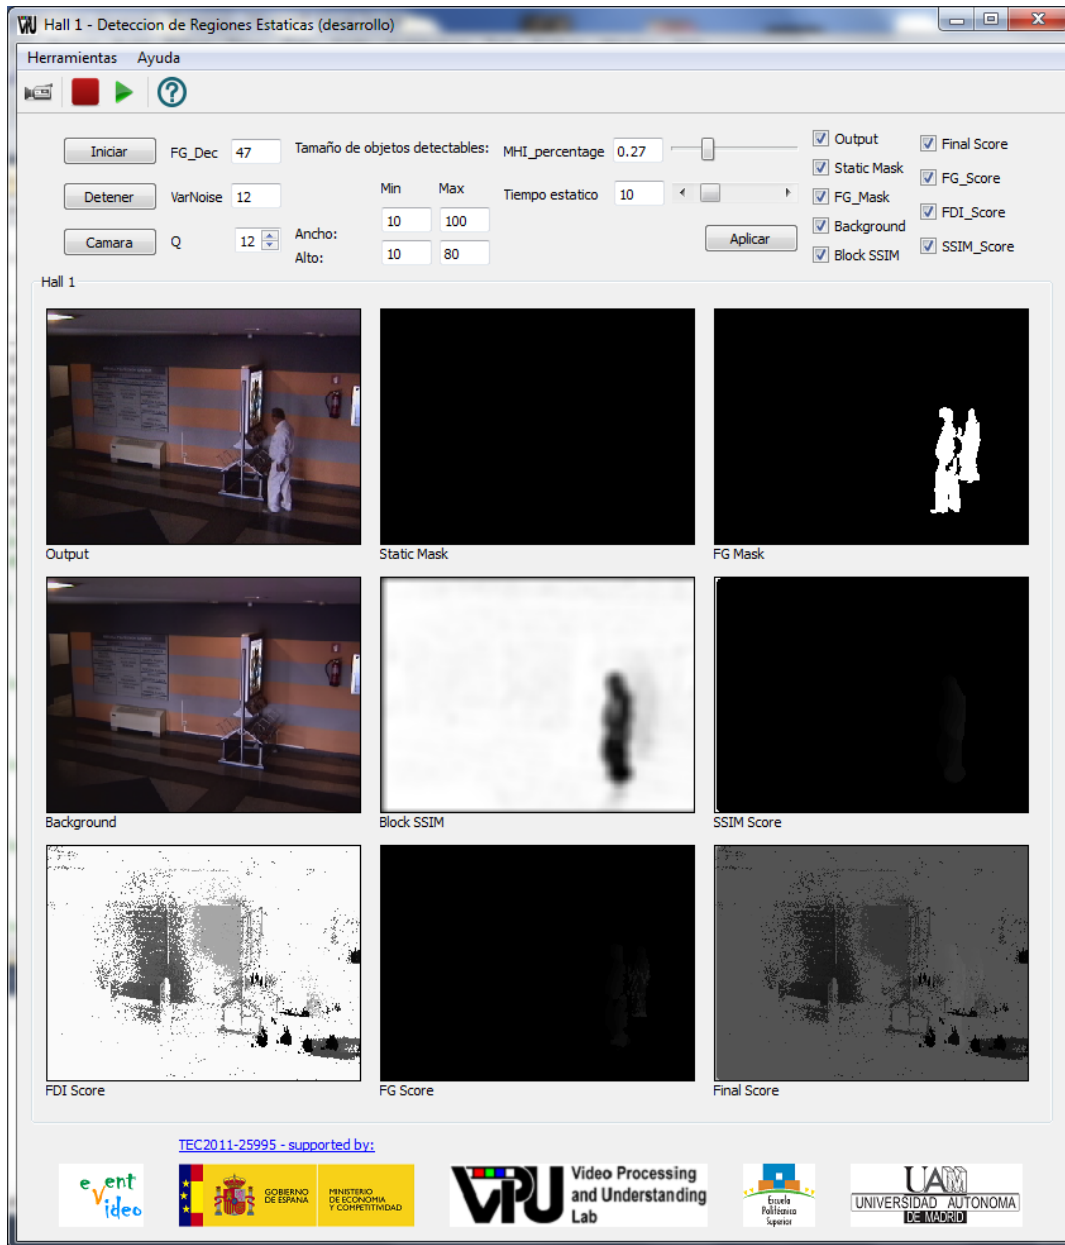 Hall 1 - Deteccion de Regiones Estaticas (desarrollo)
Herramientas Ayuda
Iniciar FG_Dec 47 Tamaño de objetos detectables: MHI_percentage 0.27 Output Final Score
Static Mask FG_Score
Detener VarNoise 12 Min Max Tiempo estatico 10 FG_Mask FDI_Score
Camara Q 12 Ancho: 10 100 Aplicar Background SSIM_Score
Alto: 10 80 Block SSIM
Hall 1
Output Static Mask FG Mask
Background Block SSIM SSIM Score
FDI Score FG Score Final Score
TEC2011-25995 - supported by:
event
video
GOBIERNO
DE ESPAÑA
MINISTERIO
DE ECONOMIA
Y COMPETITIVIDAD
VPU
Video Processing
and Understanding
Lab
Escuela
Politécnica
Superior
UAM
UNIVERSIDAD AUTONOMA
DE MADRID